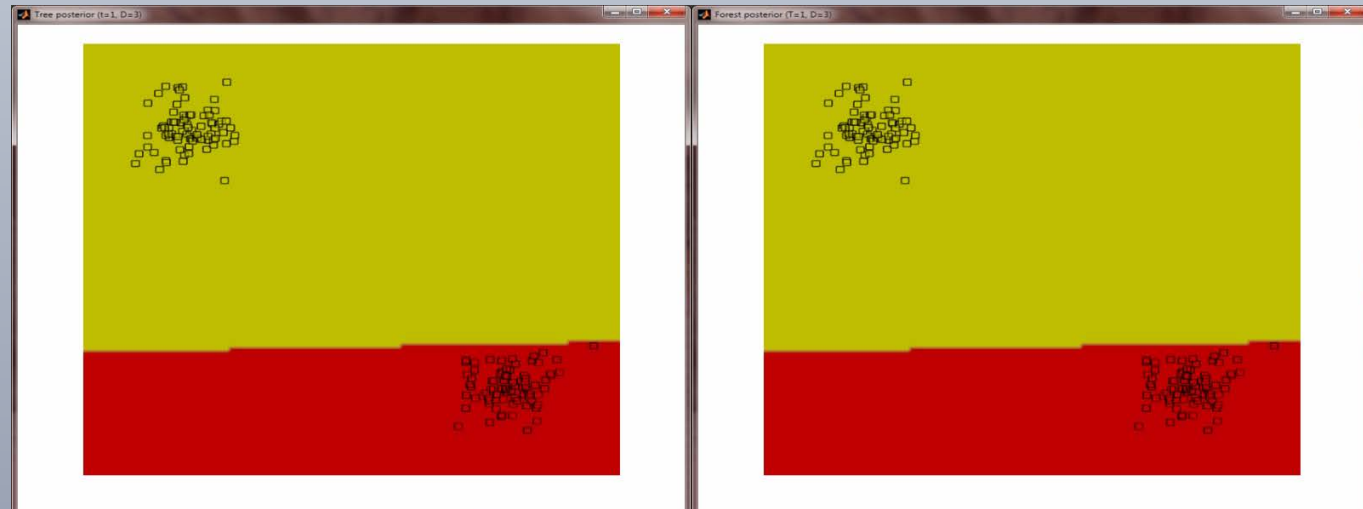 Tree posterior (t=1, D=3)
Forest posterior (T=1, D=3)